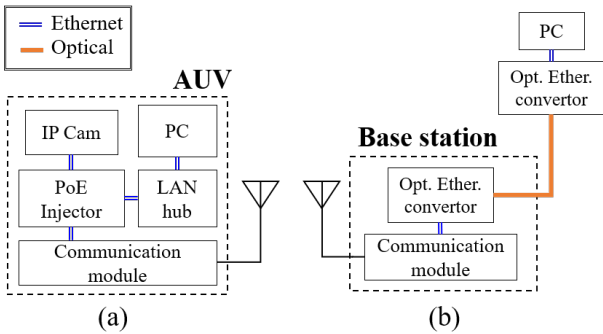 Ethernet
Optical
AUV
IP Cam
PC
PoE
Injector
LAN
hub
Communication
module
(a)
PC
Opt. Ether.
convertor
Base station
Opt. Ether.
convertor
Communication
module
(b)